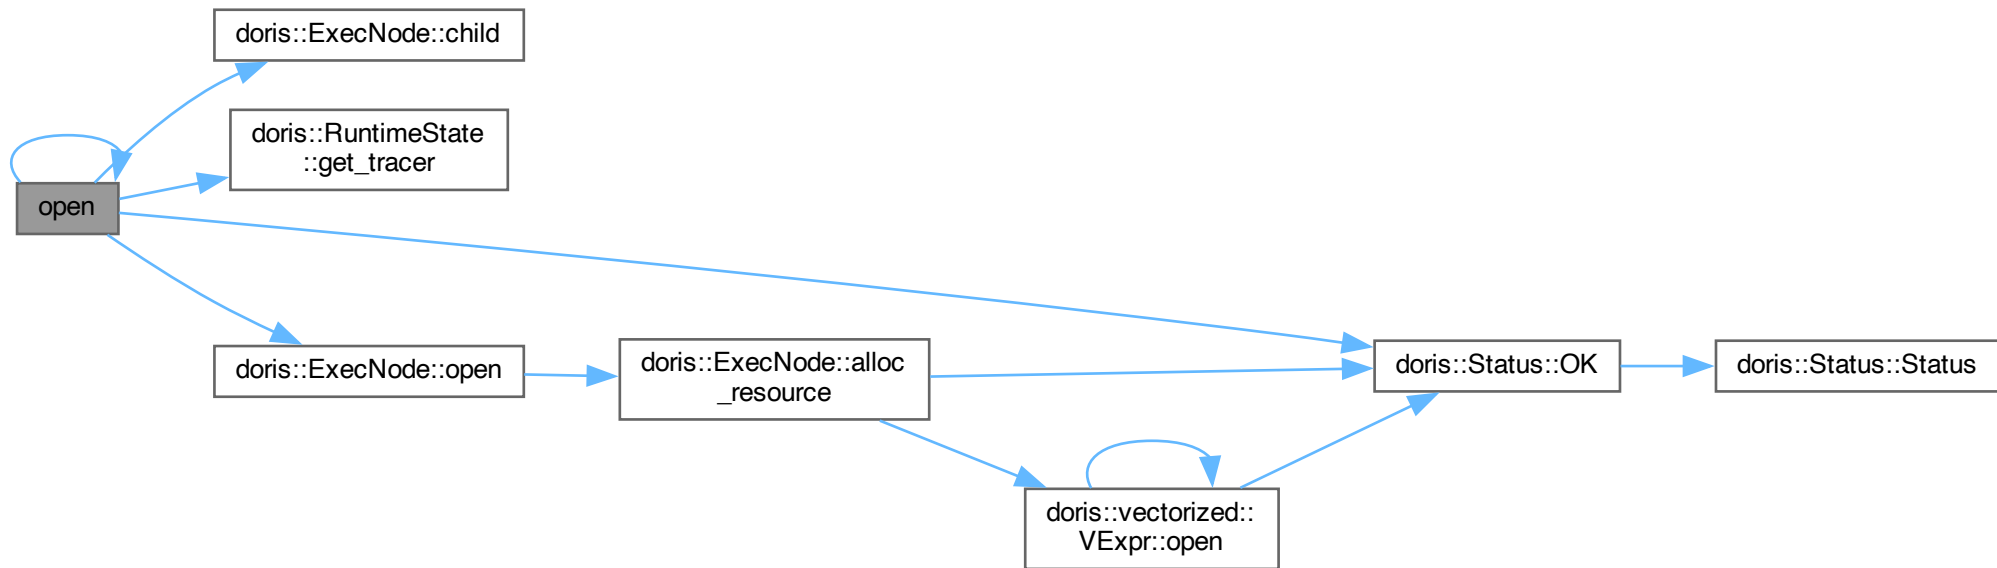 doris::ExecNode::child
doris::RuntimeState
::get_tracer
open
doris::ExecNode::open
doris::ExecNode::alloc
_resource
doris::Status::OK
doris::Status::Status
doris::vectorized::
VExpr::open